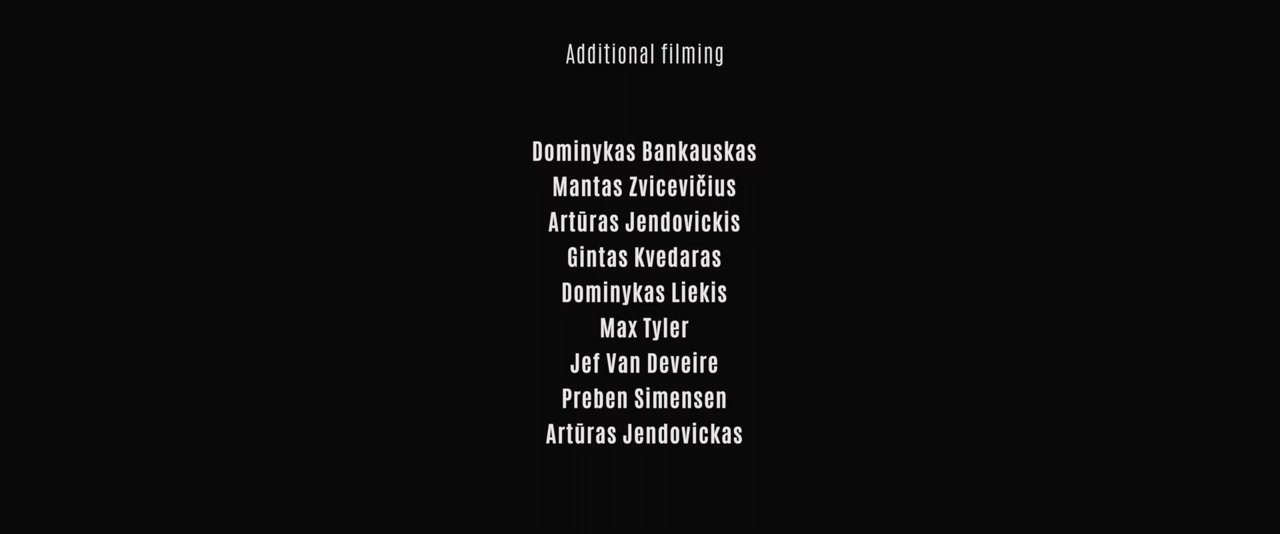 Additional filming
Dominykas Bankauskas
Mantas Zvicevičius
Artūras Jendovickis
Gintas Kvedaras
Dominykas Liekis
Max Tyler
Jef Van Deveire
Preben Simensen
Artūras Jendovickas